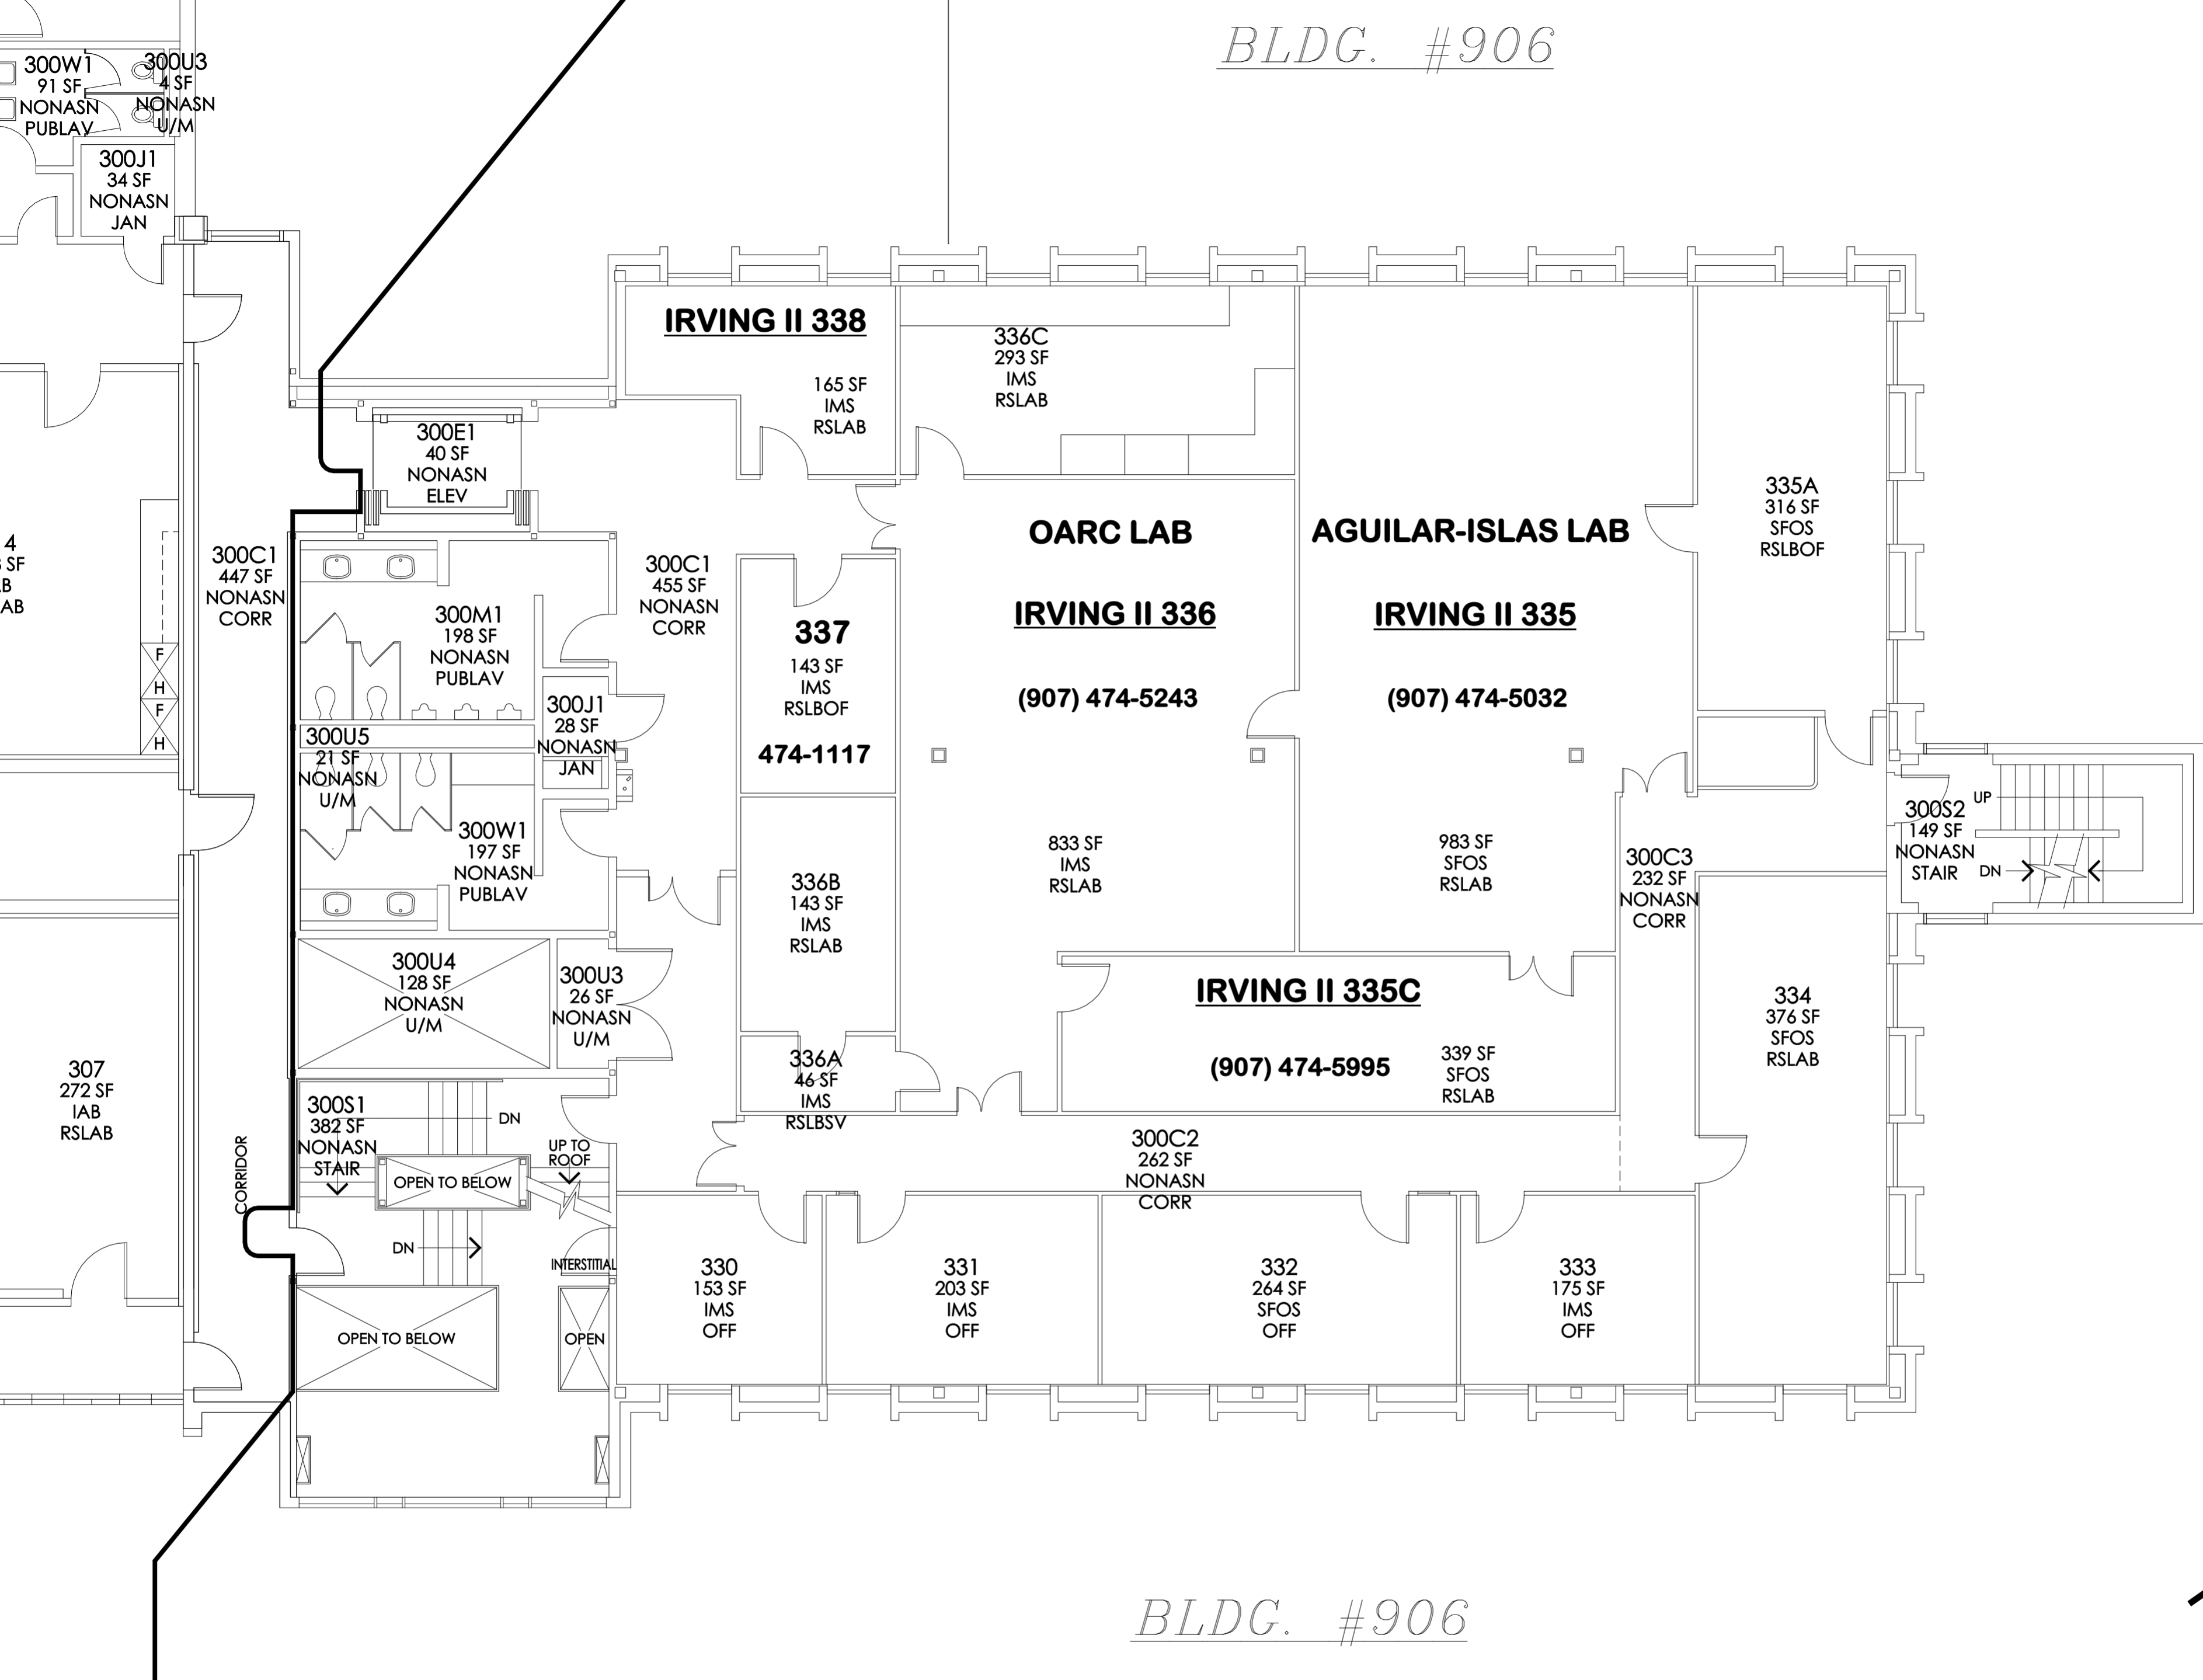 BLDG. #906
300W1
91 SF
NONASN
PUBLAV
300U3
4 SF
NONASN
U/M
300J1
34 SF
NONASN
JAN
IRVING II 338
165 SF
IMS
RSLAB
336C
293 SF
IMS
RSLAB
300E1
40 SF
NONASN
ELEV
4
SF
AB
300C1
447 SF
NONASN
CORR
F
H
F
H
300M1
198 SF
NONASN
PUBLAV
300C1
455 SF
NONASN
CORR
337
143 SF
IMS
RSLBOF
474-1117
OARC LAB
IRVING II 336
(907) 474-5243
833 SF
IMS
RSLAB
AGUILAR-ISLAS LAB
IRVING II 335
(907) 474-5032
983 SF
SFOS
RSLAB
335A
316 SF
SFOS
RSLBOF
300J1
28 SF
NONASN
JAN
300U5
21 SF
NONASN
U/M
300W1
197 SF
NONASN
PUBLAV
336B
143 SF
IMS
RSLAB
300C3
232 SF
NONASN
CORR
300S2
149 SF
NONASN
STAIR
UP
DN
300U4
128 SF
NONASN
U/M
300U3
26 SF
NONASN
U/M
336A
46 SF
IMS
RSLBSV
IRVING II 335C
(907) 474-5995
339 SF
SFOS
RSLAB
334
376 SF
SFOS
RSLAB
307
272 SF
IAB
RSLAB
CORRIDOR
300S1
382 SF
NONASN
STAIR
DN
UP TO
ROOF
OPEN TO BELOW
DN
INTERSTITIAL
300C2
262 SF
NONASN
CORR
OPEN TO BELOW
OPEN
330
153 SF
IMS
OFF
331
203 SF
IMS
OFF
332
264 SF
SFOS
OFF
333
175 SF
IMS
OFF
BLDG. #906